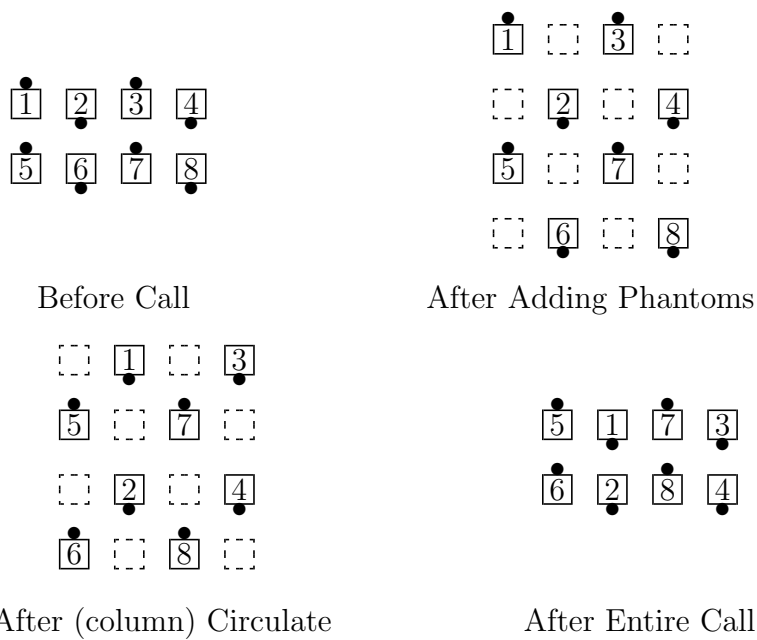 1 3
1 2 3 4
2 4
5 6 7 8
5 7
6 8
Before Call
After Adding Phantoms
1 3
5 7
5 1 7 3
2 4
6 2 8 4
6 8
After (column) Circulate
After Entire Call